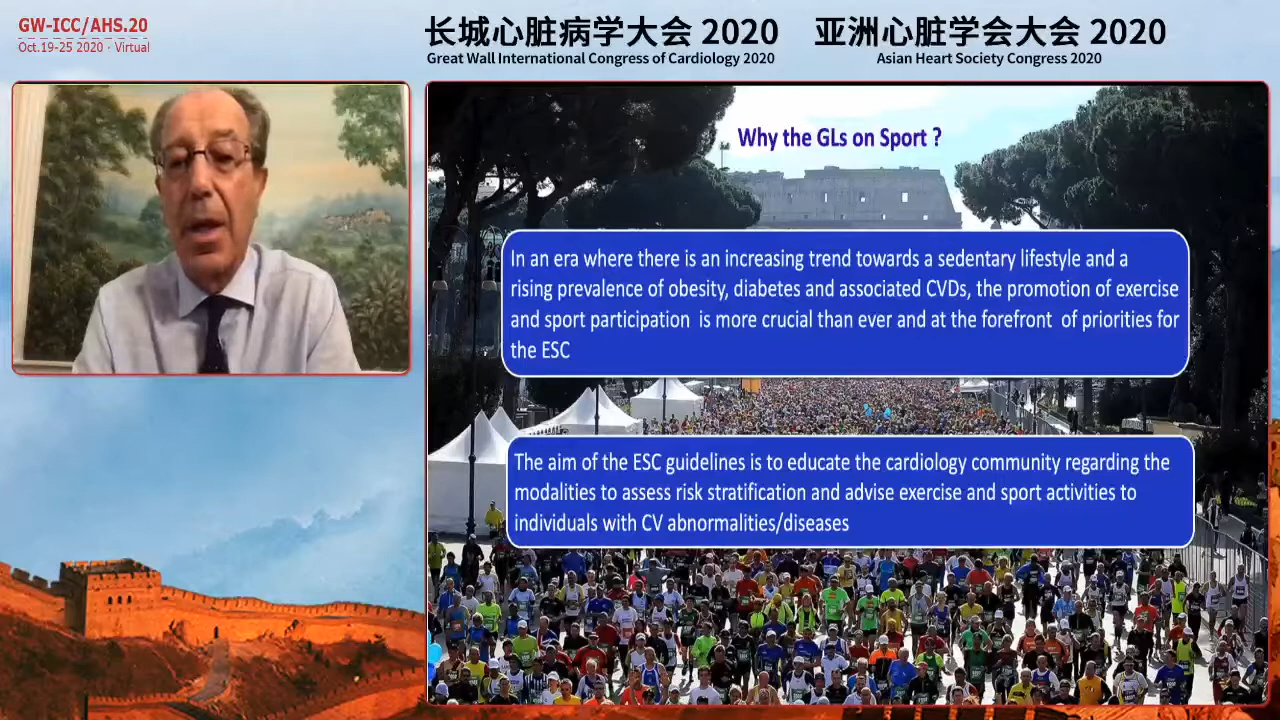 GW-ICC/AHS.20
Oct.19-25 2020 · Virtual
长城心脏病学大会 2020
Great Wall International Congress of Cardiology 2020
亚洲心脏学会大会 2020
Asian Heart Society Congress 2020
Why the GLs on Sport ?
In an era where there is an increasing trend towards a sedentary lifestyle and a
rising prevalence of obesity, diabetes and associated CVDs, the promotion of exercise
and sport participation is more crucial than ever and at the forefront of priorities for
the ESC
The aim of the ESC guidelines is to educate the cardiology community regarding the
modalities to assess risk stratification and advise exercise and sport activities to
individuals with CV abnormalities/diseases